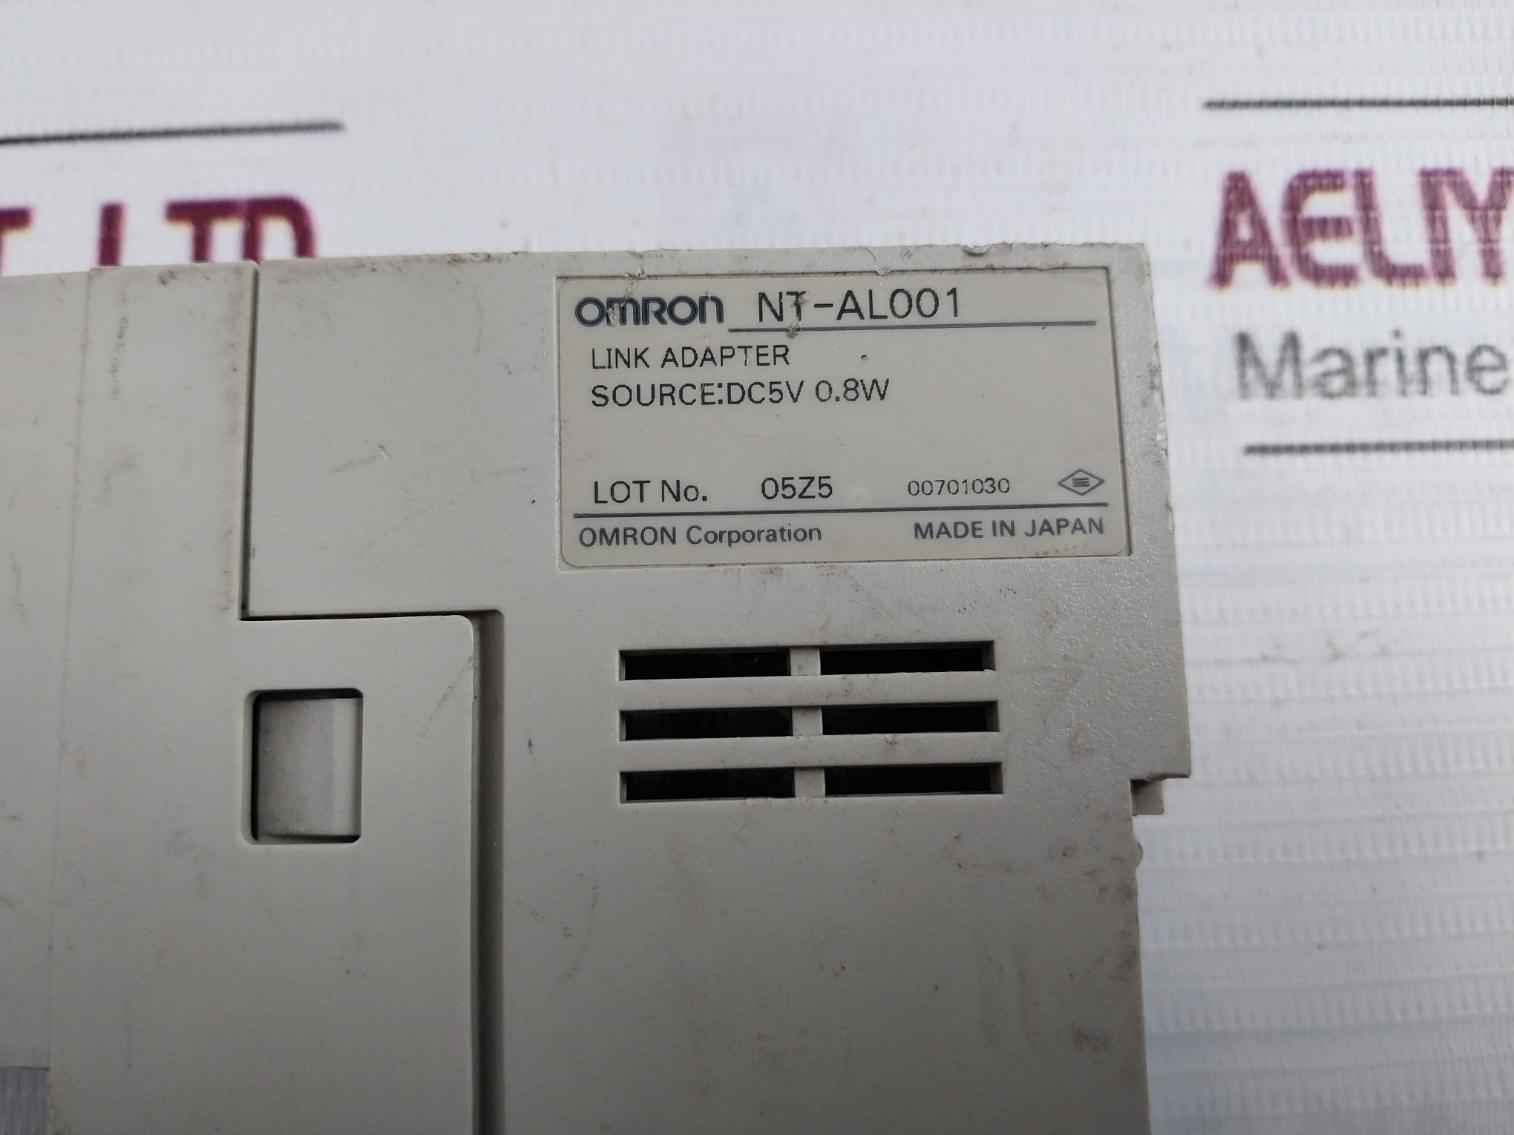 LTD
AELIY
Marine
OMRON NT-AL001
LINK ADAPTER
SOURCE:DC5V 0.8W
LOT No. 05Z5 00701030
OMRON Corporation MADE IN JAPAN